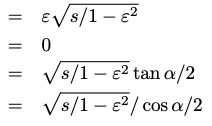 = ε√(s/1 − ε²)
= 0
= √(s/1 − ε²) tan α/2
= √(s/1 − ε²)/ cos α/2